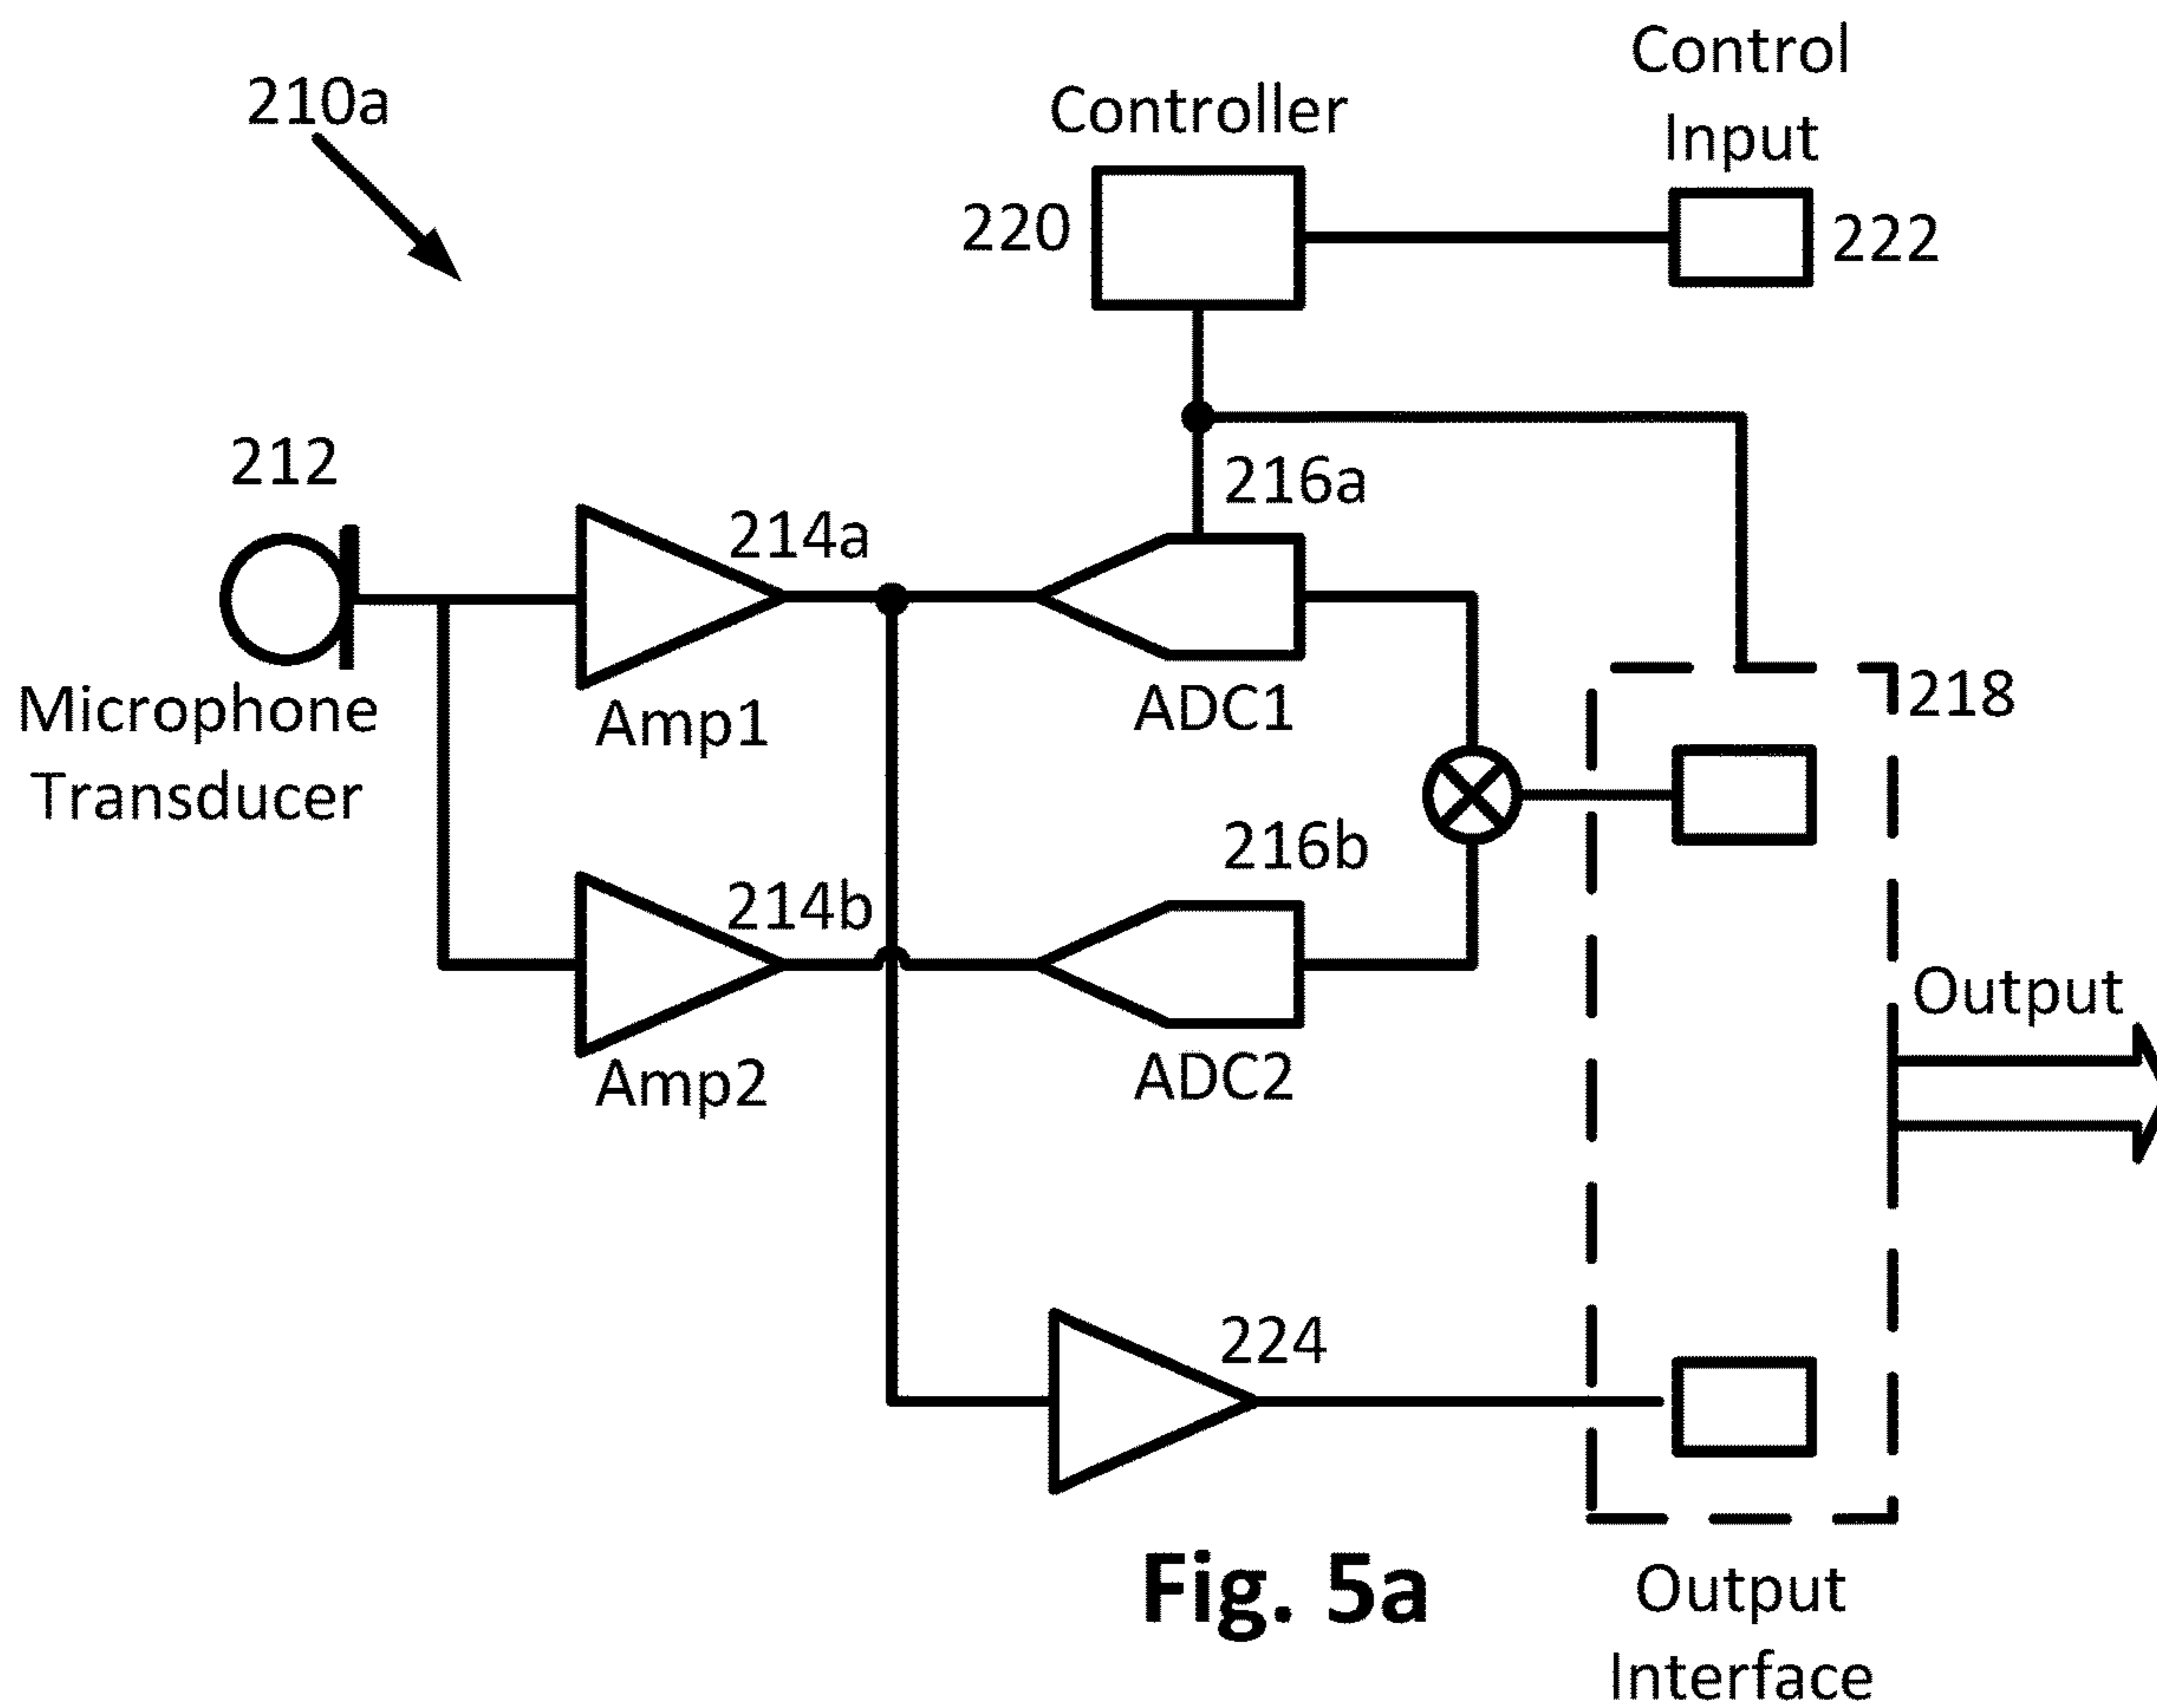 210a
Controller
Control
Input
220
222
212
214a
216a
Microphone
Transducer
Amp1
ADC1
218
214b
216b
Amp2
ADC2
Output
224
Fig. 5a
Output
Interface